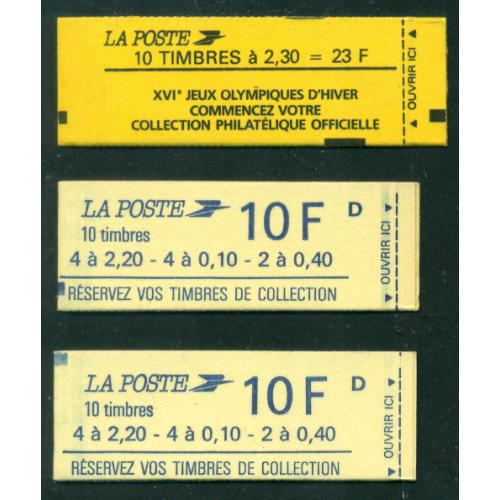 LA POSTE
10 TIMBRES à 2,30 = 23 F
XVIe JEUX OLYMPIQUES D'HIVER
COMMENCEZ VOTRE
COLLECTION PHILATÉLIQUE OFFICIELLE
OUVRIR ICI
LA POSTE 10 F D
10 timbres
4 à 2,20 - 4 à 0,10 - 2 à 0,40
RÉSERVEZ VOS TIMBRES DE COLLECTION
OUVRIR ICI
LA POSTE 10 F D
10 timbres
4 à 2,20 - 4 à 0,10 - 2 à 0,40
RÉSERVEZ VOS TIMBRES DE COLLECTION
OUVRIR ICI